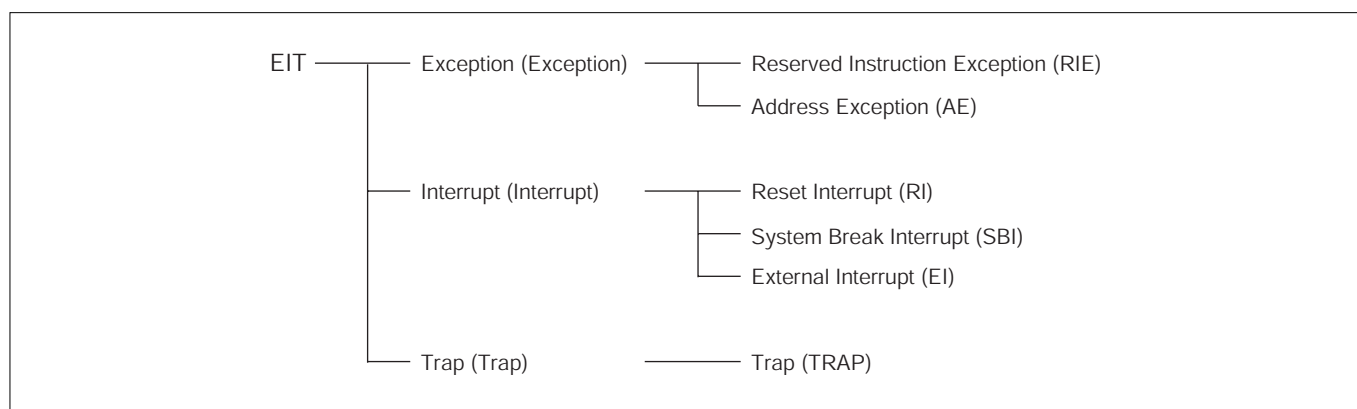 EIT Exception (Exception) Reserved Instruction Exception (RIE)
Address Exception (AE)
Interrupt (Interrupt) Reset Interrupt (RI)
System Break Interrupt (SBI)
External Interrupt (EI)
Trap (Trap) Trap (TRAP)